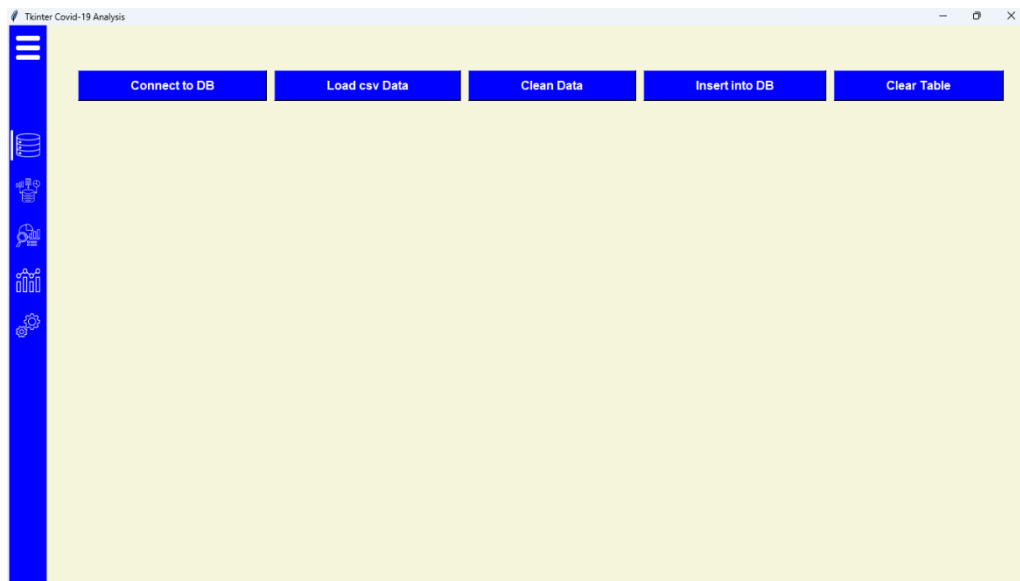 Tkinter Covid-19 Analysis
Connect to DB Load csv Data Clean Data Insert into DB Clear Table